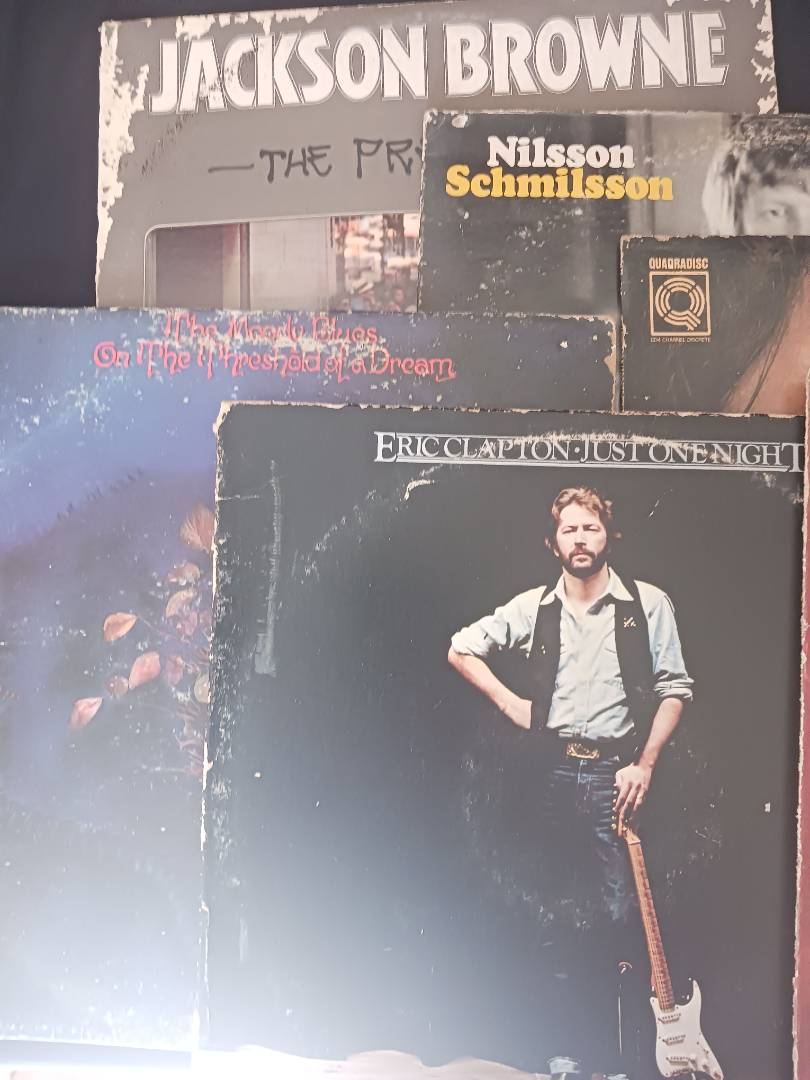 JACKSON BROWNE
—THE PR
Nilsson
Schmilsson
QUADRADISC
The Moody Blues
On The Threshold of a Dream
ERIC CLAPTON·JUST ONE NIGHT